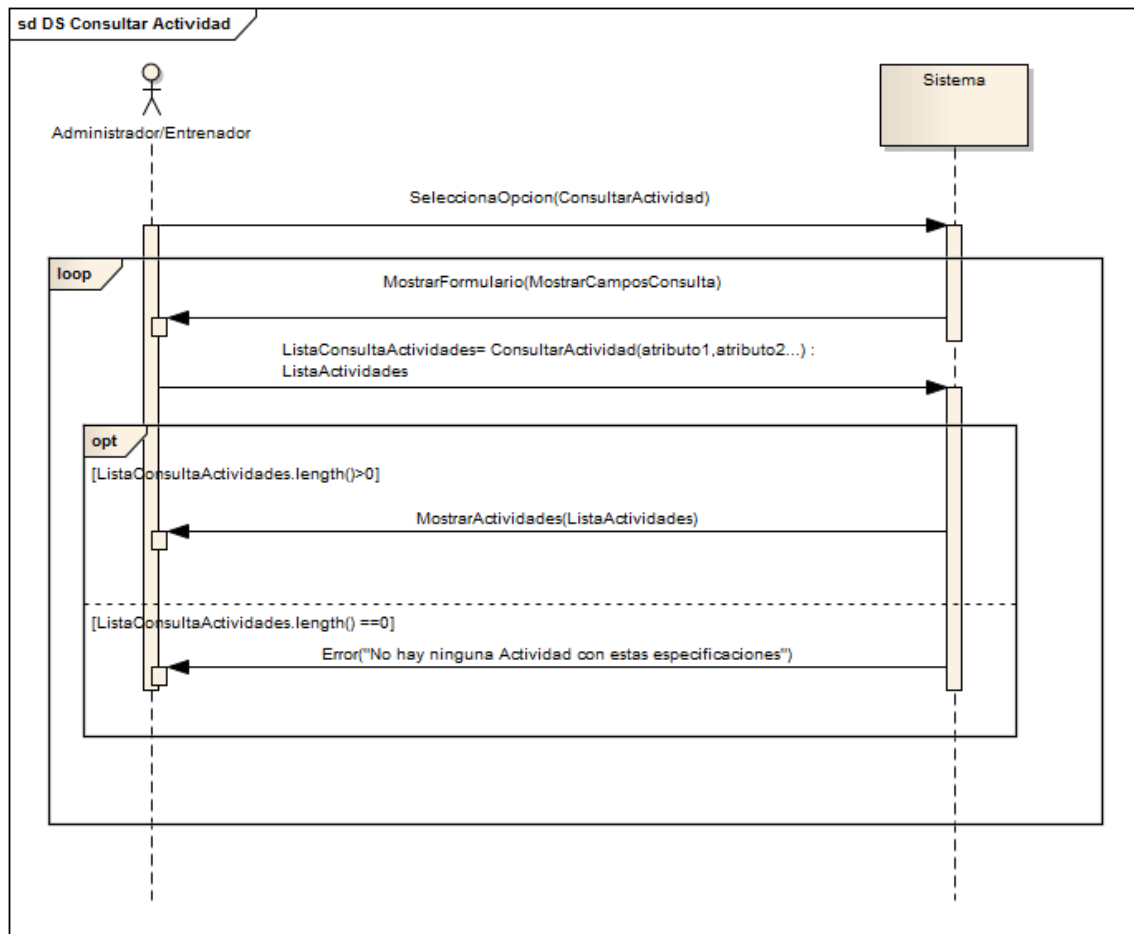 sd DS Consultar Actividad
Administrador/Entrenador
Sistema
SeleccionaOpcion(ConsultarActividad)
loop
MostrarFormulario(MostrarCamposConsulta)
ListaConsultaActividades= ConsultarActividad(atributo1,atributo2...) :
ListaActividades
opt
[ListaConsultaActividades.length()>0]
MostrarActividades(ListaActividades)
[ListaConsultaActividades.length() ==0]
Error("No hay ninguna Actividad con estas especificaciones")